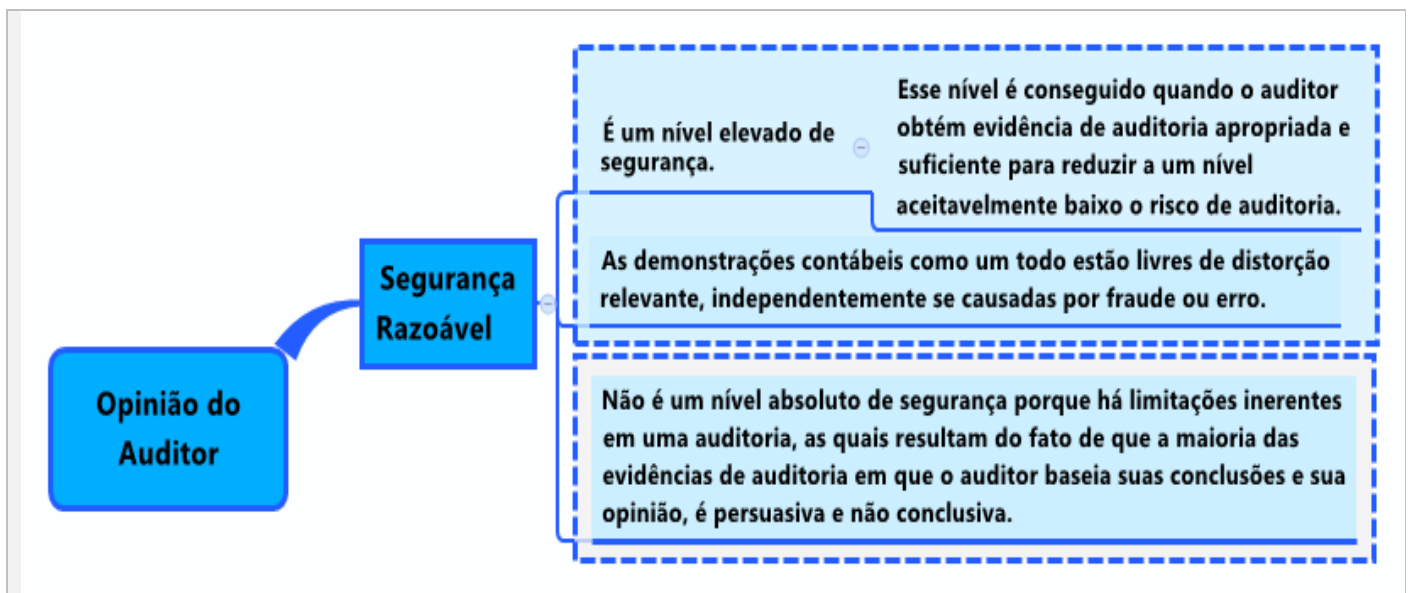 Opinião do
Auditor
Segurança
Razoável
É um nível elevado de
segurança.
Esse nível é conseguido quando o auditor
obtém evidência de auditoria apropriada e
suficiente para reduzir a um nível
aceitavelmente baixo o risco de auditoria.
As demonstrações contábeis como um todo estão livres de distorção
relevante, independentemente se causadas por fraude ou erro.
Não é um nível absoluto de segurança porque há limitações inerentes
em uma auditoria, as quais resultam do fato de que a maioria das
evidências de auditoria em que o auditor baseia suas conclusões e sua
opinião, é persuasiva e não conclusiva.